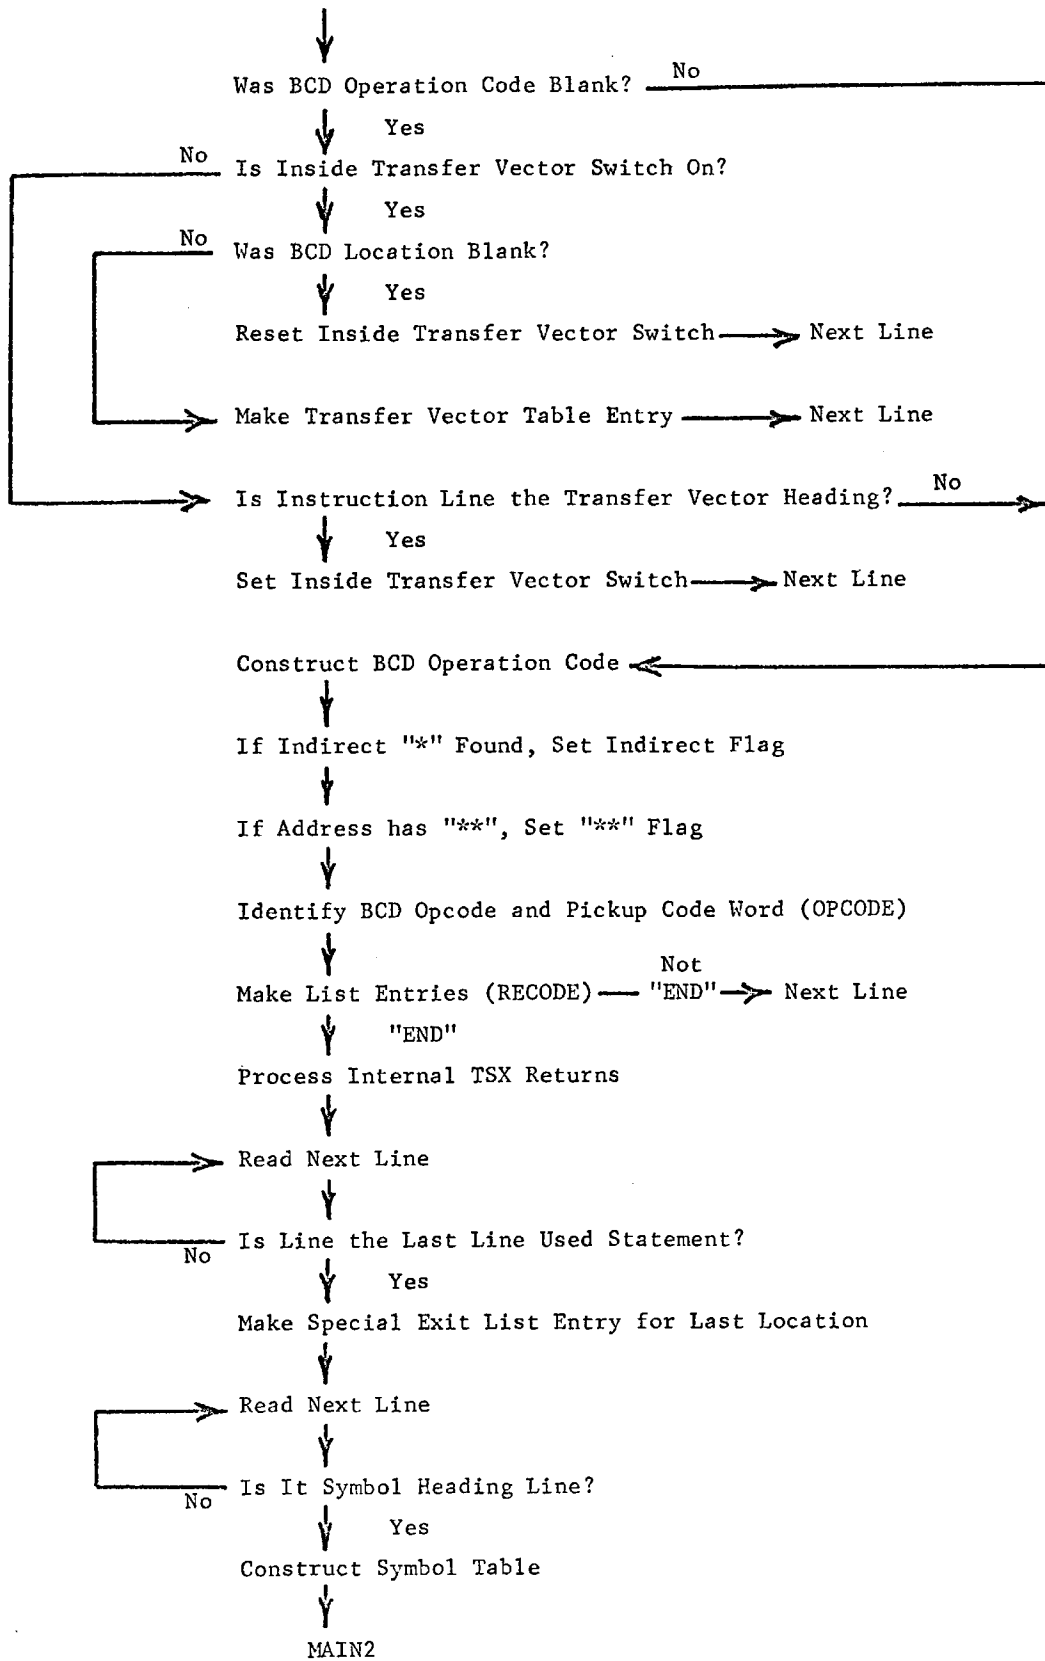 Was BCD Operation Code Blank? No
Yes
No Is Inside Transfer Vector Switch On?
Yes
No Was BCD Location Blank?
Yes
Reset Inside Transfer Vector Switch Next Line
Make Transfer Vector Table Entry Next Line
Is Instruction Line the Transfer Vector Heading? No
Yes
Set Inside Transfer Vector Switch Next Line
Construct BCD Operation Code
If Indirect "*" Found, Set Indirect Flag
If Address has "**", Set "**" Flag
Identify BCD Opcode and Pickup Code Word (OPCODE)
Not
Make List Entries (RECODE) "END" Next Line
"END"
Process Internal TSX Returns
Read Next Line
No Is Line the Last Line Used Statement?
Yes
Make Special Exit List Entry for Last Location
Read Next Line
No Is It Symbol Heading Line?
Yes
Construct Symbol Table
MAIN2